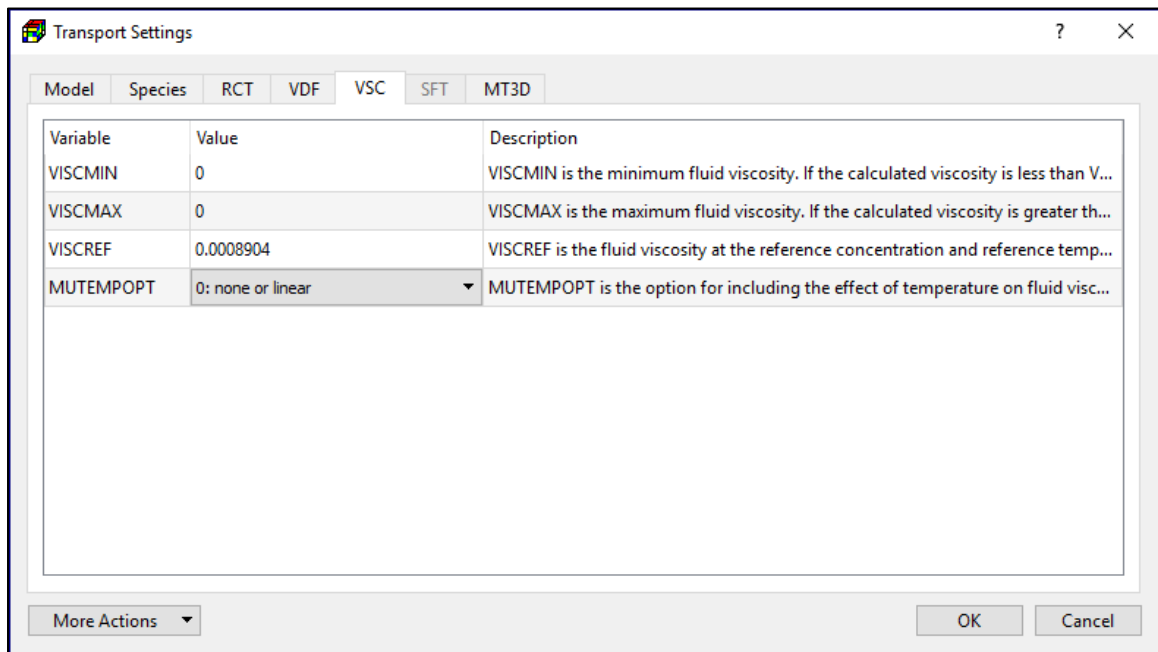 Transport Settings ?
Model Species RCT VDF VSC SFT MT3D
Variable Value Description
VISCMIN 0 VISCMIN is the minimum fluid viscosity. If the calculated viscosity is less than V...
VISCMAX 0 VISCMAX is the maximum fluid viscosity. If the calculated viscosity is greater th...
VISCREF 0.0008904 VISCREF is the fluid viscosity at the reference concentration and reference temp...
MUTEMPOPT 0: none or linear MUTEMPOPT is the option for including the effect of temperature on fluid visc...
More Actions OK Cancel